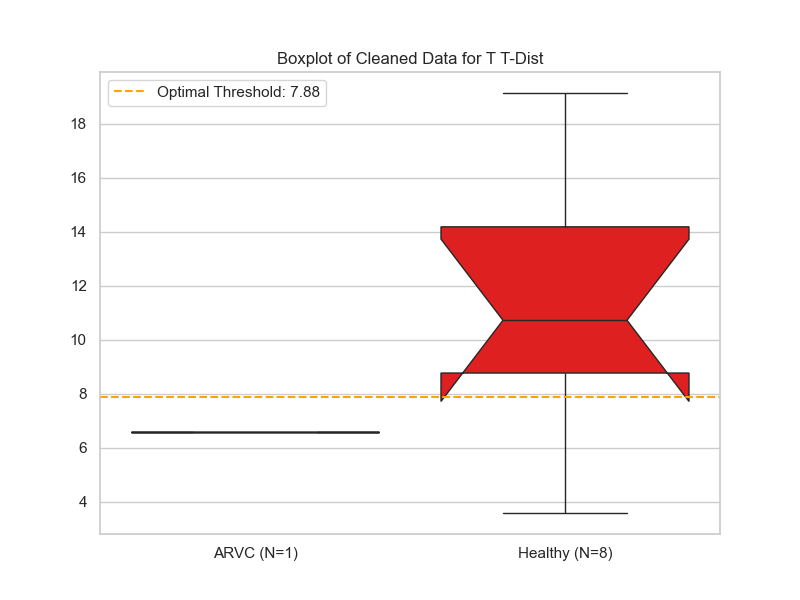 Boxplot of Cleaned Data for T T-Dist
Optimal Threshold: 7.88
18
16
14
12
10
8
6
4
ARVC (N=1)
Healthy (N=8)